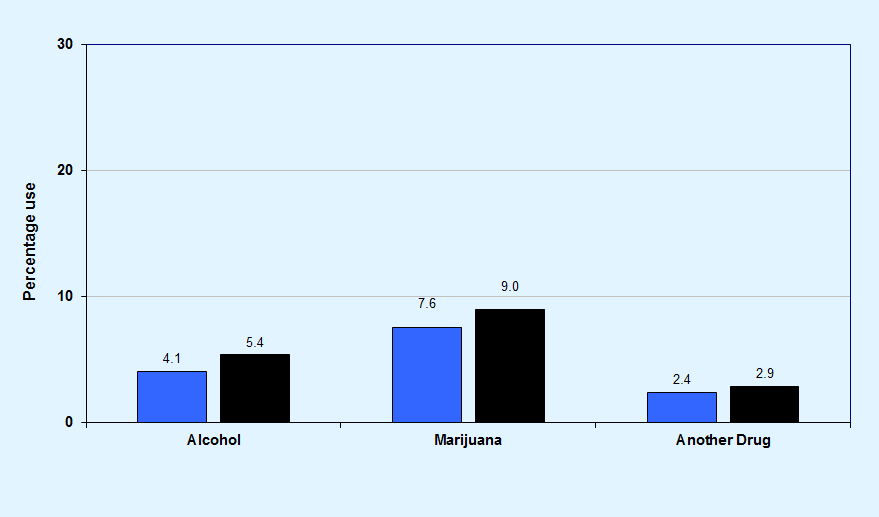 30
20
10
0
Percentage use
4.1
5.4
7.6
9.0
2.4
2.9
Alcohol
Marijuana
Another Drug